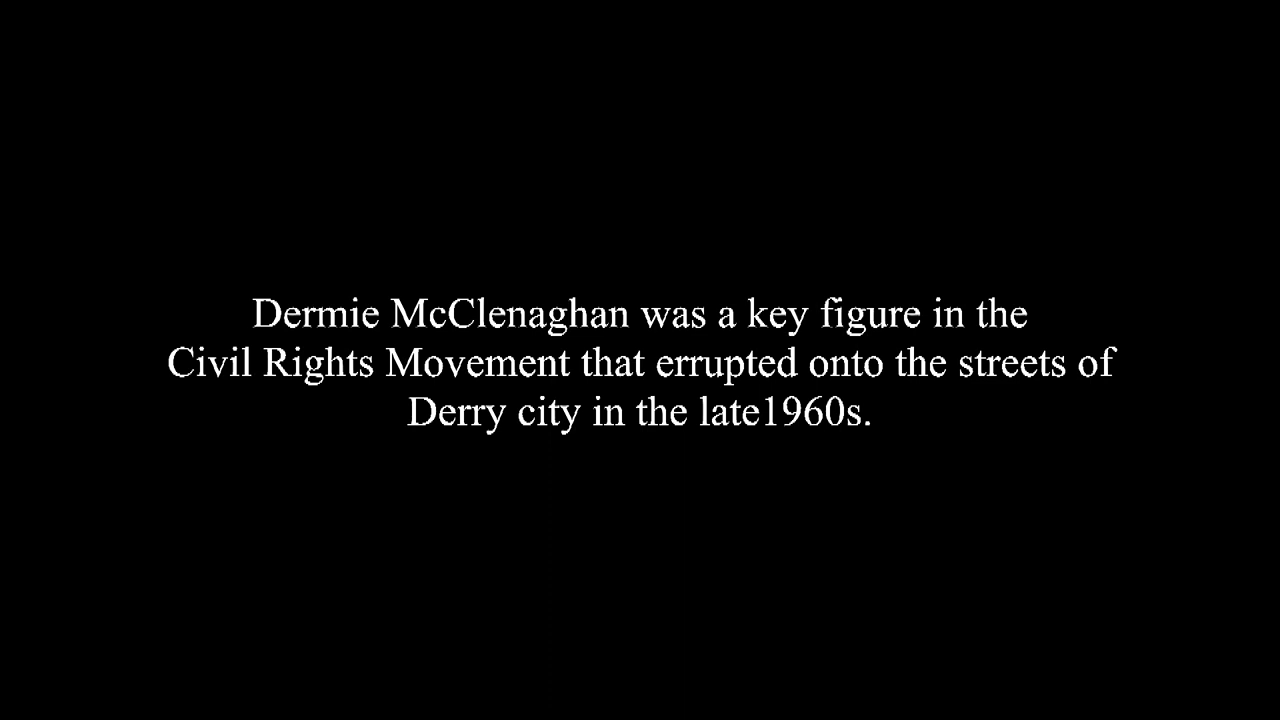 Dermie McClenaghan was a key figure in the
Civil Rights Movement that errupted onto the streets of
Derry city in the late1960s.